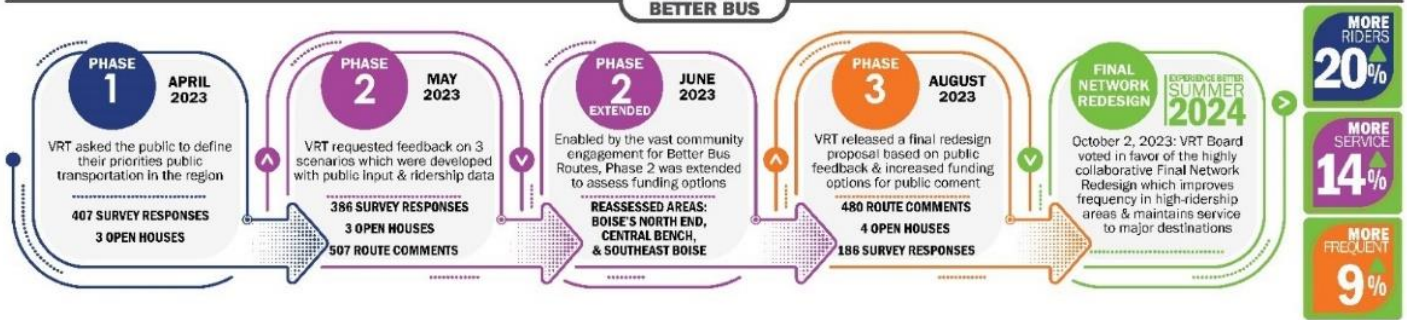 BETTER BUS
PHASE
1
APRIL
2023
VRT asked the public to define
their priorities public
transportation in the region
407 SURVEY RESPONSES
3 OPEN HOUSES
PHASE
2
MAY
2023
VRT requested feedback on 3
scenarios which were developed
with public input & ridership data
386 SURVEY RESPONSES
3 OPEN HOUSES
507 ROUTE COMMENTS
PHASE
2
EXTENDED
JUNE
2023
Enabled by the vast community
engagement for Better Bus
Routes, Phase 2 was extended
to assess funding options
REASSESSED AREAS:
BOISE'S NORTH END,
CENTRAL BENCH,
& SOUTHEAST BOISE
PHASE
3
AUGUST
2023
VRT released a final redesign
proposal based on public
feedback & increased funding
options for public coment
480 ROUTE COMMENTS
4 OPEN HOUSES
186 SURVEY RESPONSES
FINAL
NETWORK
REDESIGN
EXPERIENCE BETTER
SUMMER
2024
October 2, 2023: VRT Board
voted in favor of the highly
collaborative Final Network
Redesign which improves
frequency in high-ridership
areas & maintains service
to major destinations
MORE
RIDERS
20%
MORE
SERVICE
14%
MORE
FREQUENT
9%